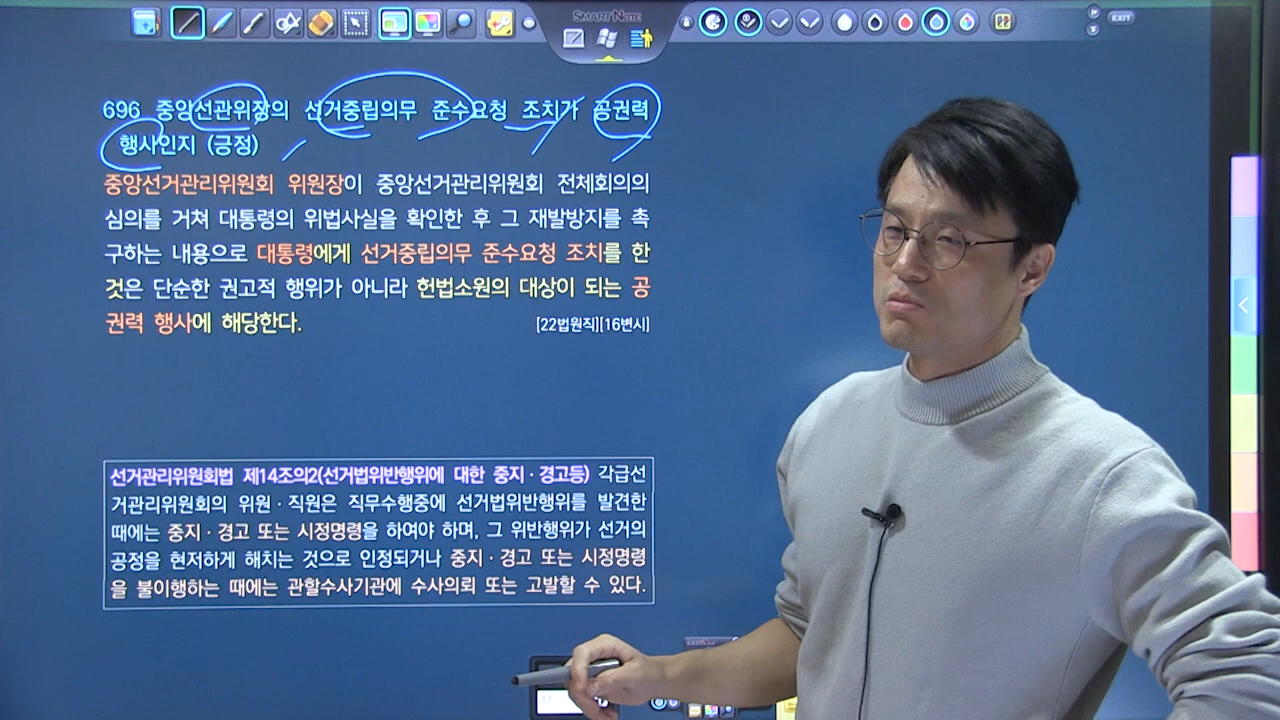 SMART NOTE
EXIT
696 중앙선관위장의 선거중립의무 준수요청 조치가 공권력
행사인지 (긍정)
중앙선거관리위원회 위원장이 중앙선거관리위원회 전체회의의
심의를 거쳐 대통령의 위법사실을 확인한 후 그 재발방지를 촉
구하는 내용으로 대통령에게 선거중립의무 준수요청 조치를 한
것은 단순한 권고적 행위가 아니라 헌법소원의 대상이 되는 공
권력 행사에 해당한다.
[22법원직][16변시]
선거관리위원회법 제14조의2(선거법위반행위에 대한 중지·경고등) 각급선
거관리위원회의 위원·직원은 직무수행중에 선거법위반행위를 발견한
때에는 중지·경고 또는 시정명령을 하여야 하며, 그 위반행위가 선거의
공정을 현저하게 해치는 것으로 인정되거나 중지·경고 또는 시정명령
을 불이행하는 때에는 관할수사기관에 수사의뢰 또는 고발할 수 있다.